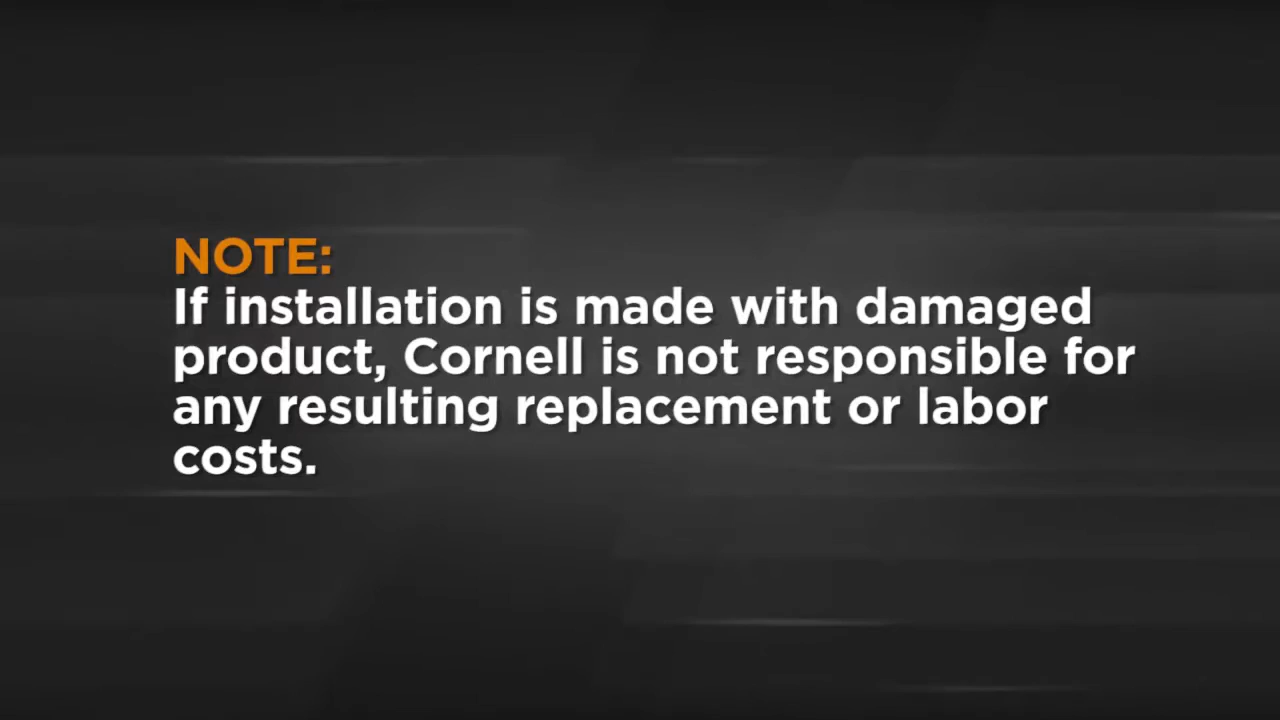 NOTE:
If installation is made with damaged
product, Cornell is not responsible for
any resulting replacement or labor
costs.